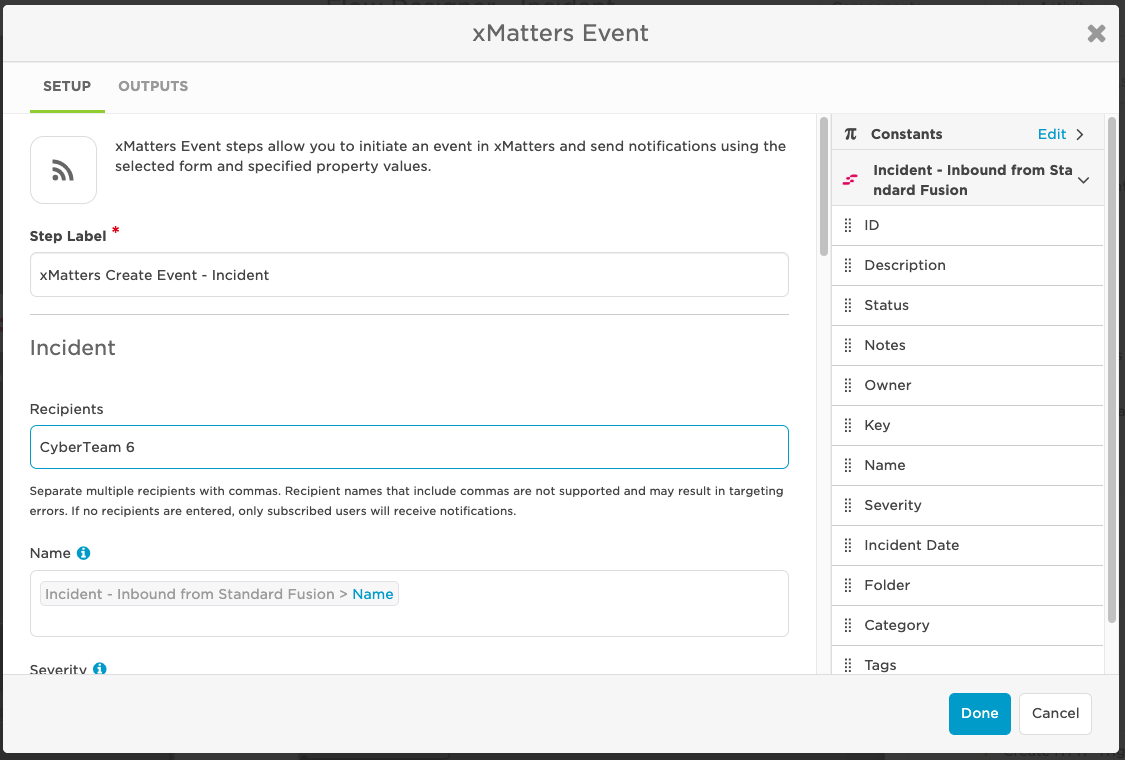 xMatters Event
SETUP
OUTPUTS
xMatters Event steps allow you to initiate an event in xMatters and send notifications using the
selected form and specified property values.
Step Label *
xMatters Create Event - Incident
Incident
Recipients
CyberTeam 6
Separate multiple recipients with commas. Recipient names that include commas are not supported and may result in targeting
errors. If no recipients are entered, only subscribed users will receive notifications.
Name
Incident - Inbound from Standard Fusion > Name
Severity
π Constants
Edit
Incident - Inbound from Sta
ndard Fusion
ID
Description
Status
Notes
Owner
Key
Name
Severity
Incident Date
Folder
Category
Tags
Done
Cancel